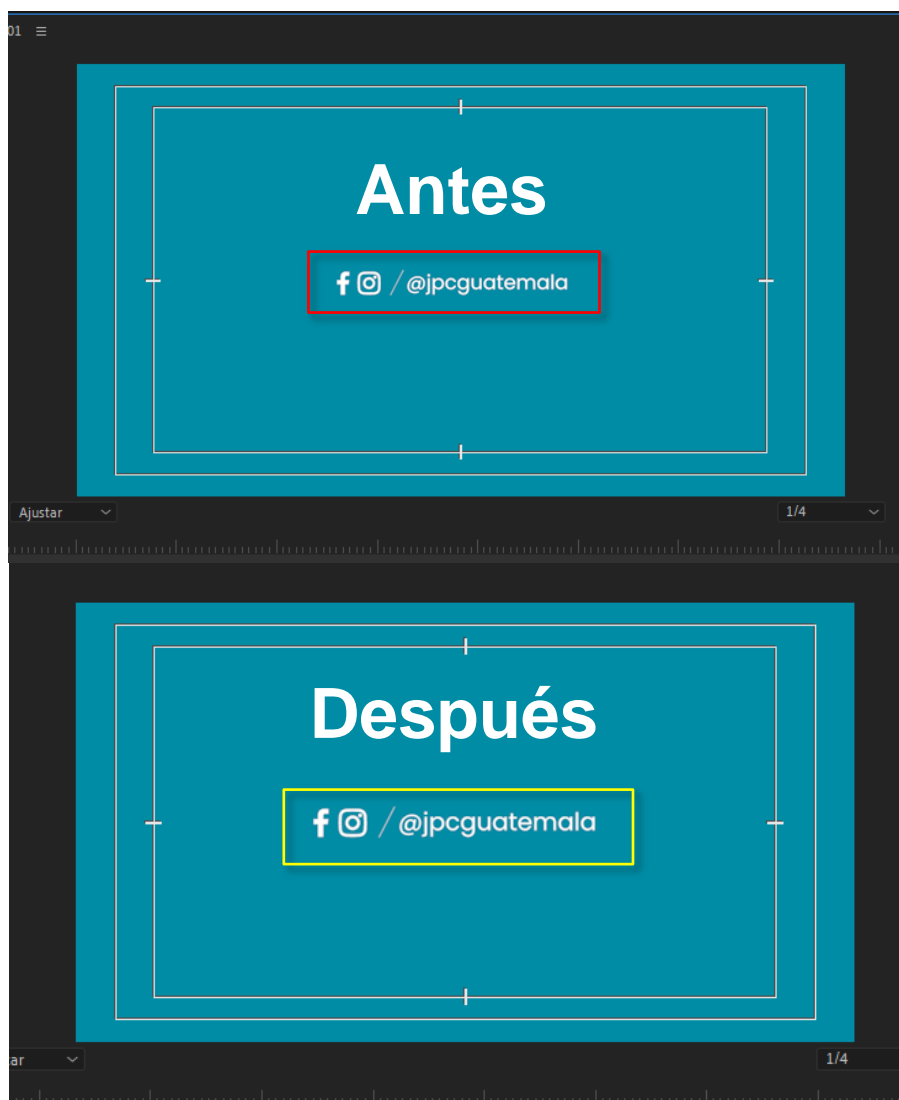 01
Antes
/ @jpcguatemala
Ajustar
1/4
Después
/ @jpcguatemala
tar
1/4